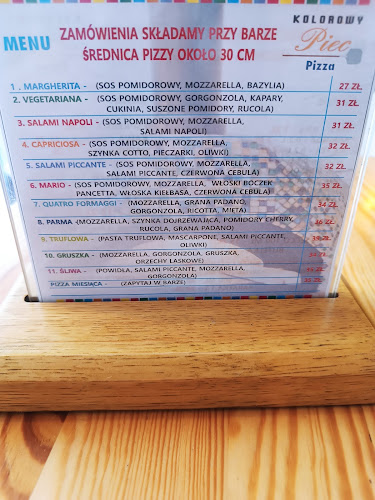 KOLOROWY
Piec
Pizza
MENU
ZAMÓWIENIA SKŁADAMY PRZY BARZE
ŚREDNICA PIZZY OKOŁO 30 CM
1 . MARGHERITA - (SOS POMIDOROWY, MOZZARELLA, BAZYLIA) 27 ZŁ
2. VEGETARIANA - (SOS POMIDOROWY, GORGONZOLA, KAPARY,
CUKINIA, SUSZONE POMIDORY, RUCOLA) 31 ZŁ
3. SALAMI NAPOLI - (SOS POMIDOROWY, MOZZARELLA,
SALAMI NAPOLI) 31 ZŁ.
4. CAPRICIOSA - (SOS POMIDOROWY, MOZZARELLA,
SZYNKA COTTO, PIECZARKI, OLIWKI) 32 ZŁ
5. SALAMI PICCANTE - (SOS POMIDOROWY, MOZZARELLA,
SALAMI PICCANTE, CZERWONA CEBULA) 32 ZŁ
6. MARIO - (SOS POMIDOROWY, MOZZARELLA, WŁOSKI BOCZEK
PANCETTA, WŁOSKA KIEŁBASA, CZERWONA CEBULA) 35 ZŁ
7. QUATRO FORMAGGI - (MOZZARELLA, GRANA PADANO,
GORGONZOLA, RICOTTA, MIĘTA) 34 ZŁ
8. PARMA -(MOZZARELLA, SZYNKA DOJRZEWAJĄCA, POMIDORY CHERRY,
RUCOLA, GRANA PADANO) ZŁ
9. TRUFLOWA - (PASTA TRUFLOWA, MASCARPONE, SALAMI PICCANTE,
OLIWKI) ZŁ
10. GRUSZKA - (MOZZARELLA, GORGONZOLA, GRUSZKA,
ORZECHY LASKOWE) ZŁ
11. ŚLIWA - (POWIDŁA, SALAMI PICCANTE, MOZZARELLA,
GORGONZOLA) ZŁ
PIZZA MIESIĄCA - (ZAPYTAJ W BARZE) ZŁ